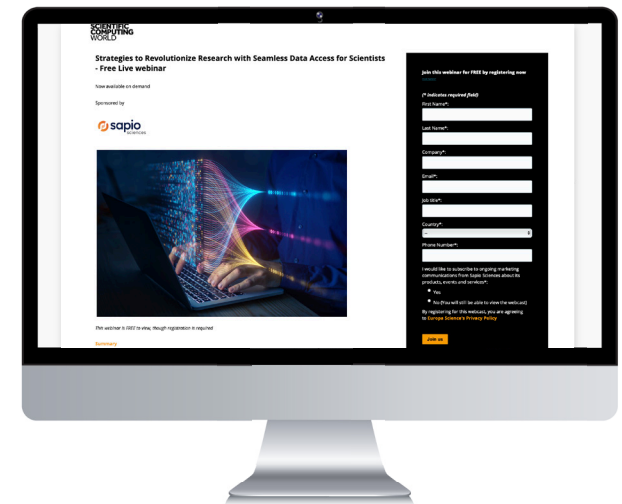 SCIENTIFIC
COMPUTING
WORLD
Strategies to Revolutionize Research with Seamless Data Access for Scientists
- Free Live webinar
Now available on demand
Sponsored by
sapio
sciences
This webinar is FREE to view, though registration is required
Summary
Join this webinar for FREE by registering now
(* indicates required field)
First Name*:
Last Name*:
Company*:
Email*:
Job title*:
Country*:
--
Phone Number*:
I would like to subscribe to ongoing marketing
communications from Sapio Sciences about its
products, events and services*:
Yes
No (You will still be able to view the webcast)
By registering for this webcast, you are agreeing
to Europa Science's Privacy Policy
Join us